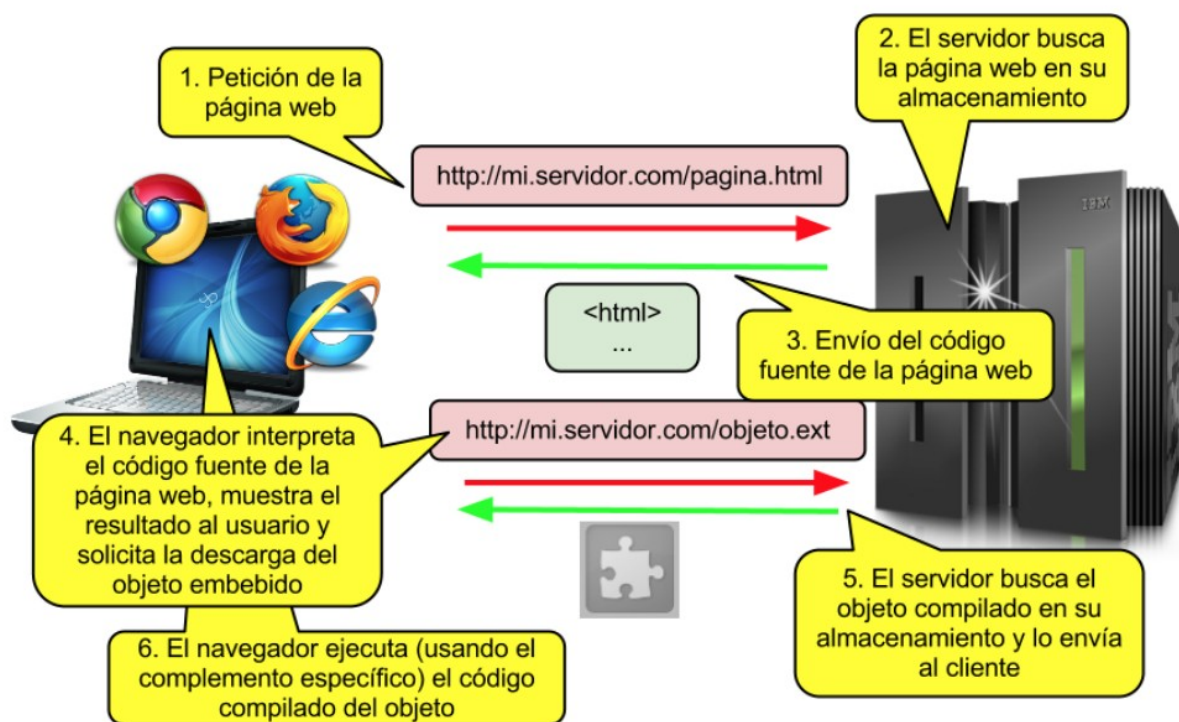 1. Petición de la
página web
2. El servidor busca
la página web en su
almacenamiento
http://mi.servidor.com/pagina.html
IBM
<html>
...
3. Envío del código
fuente de la página web
4. El navegador interpreta
el código fuente de la
página web, muestra el
resultado al usuario y
solicita la descarga del
objeto embebido
http://mi.servidor.com/objeto.ext
5. El servidor busca el
objeto compilado en su
almacenamiento y lo envía
al cliente
6. El navegador ejecuta (usando el
complemento específico) el código
compilado del objeto